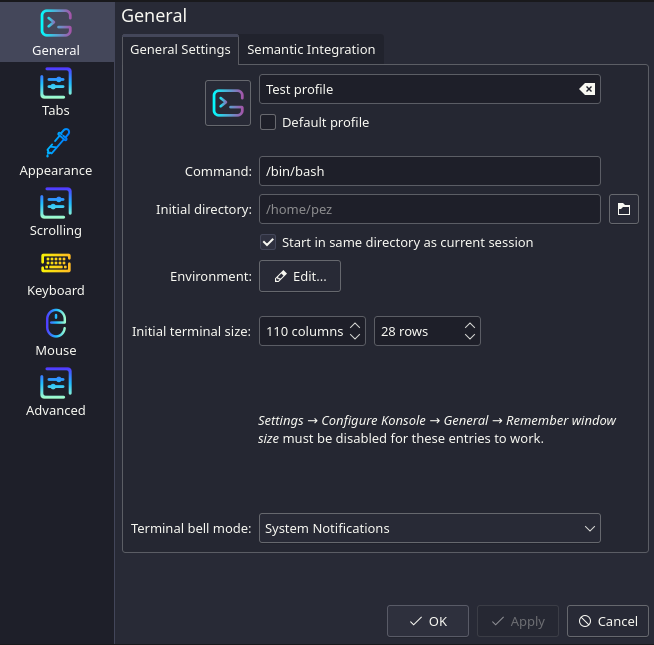 General
Tabs
Appearance
Scrolling
Keyboard
Mouse
Advanced
General
General Settings
Semantic Integration
Test profile
Default profile
Command:
/bin/bash
Initial directory:
/home/pez
Start in same directory as current session
Environment:
Edit...
Initial terminal size:
110 columns
28 rows
Settings → Configure Konsole → General → Remember window
size must be disabled for these entries to work.
Terminal bell mode:
System Notifications
OK
Apply
Cancel